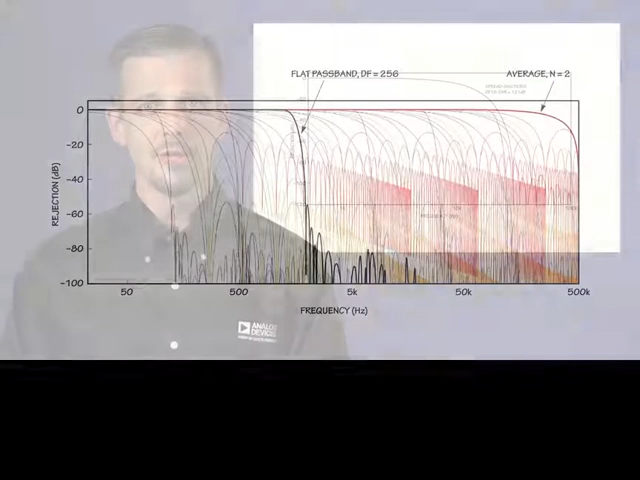 FLAT PASSBAND, DF = 256
AVERAGE, N = 2
0
−20
−40
−60
−80
−100
REJECTION (dB)
50
500
5k
50k
500k
FREQUENCY (Hz)
ANALOG
DEVICES